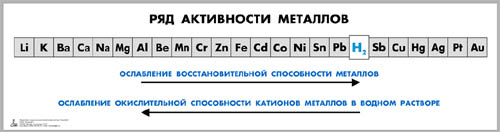 РЯД АКТИВНОСТИ МЕТАЛЛОВ
Li K Ba Ca Na Mg Al Be Mn Cr Zn Fe Cd Co Ni Sn Pb H₂ Sb Cu Hg Ag Pt Au
ОСЛАБЛЕНИЕ ВОССТАНОВИТЕЛЬНОЙ СПОСОБНОСТИ МЕТАЛЛОВ
ОСЛАБЛЕНИЕ ОКИСЛИТЕЛЬНОЙ СПОСОБНОСТИ КАТИОНОВ МЕТАЛЛОВ В ВОДНОМ РАСТВОРЕ